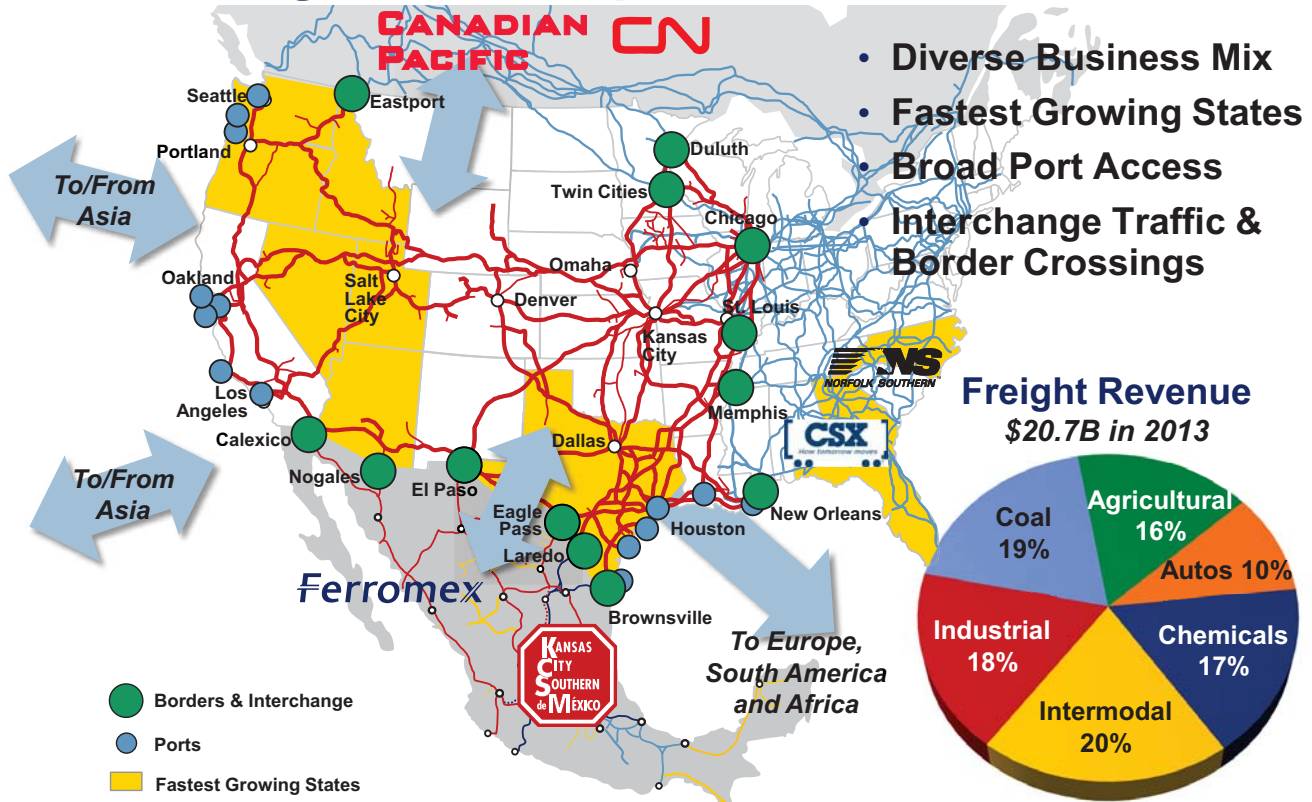 CANADIAN
PACIFIC
CN
• Diverse Business Mix
• Fastest Growing States
• Broad Port Access
• Interchange Traffic &
Border Crossings
Seattle
Eastport
Portland
Duluth
Twin Cities
Chicago
To/From
Asia
Oakland
Salt
Lake
City
Omaha
Denver
St. Louis
Kansas
City
Los
Angeles
Memphis
NS
NORFOLK SOUTHERN
CSX
How tomorrow moves
Calexico
Dallas
Nogales
El Paso
To/From
Asia
Eagle
Pass
Laredo
Houston
New Orleans
Brownsville
Ferromex
KANSAS
CITY
SOUTHERN
de MÉXICO
To Europe,
South America
and Africa
Borders & Interchange
Ports
Fastest Growing States
Freight Revenue
$20.7B in 2013
Coal
19%
Agricultural
16%
Autos 10%
Industrial
18%
Chemicals
17%
Intermodal
20%